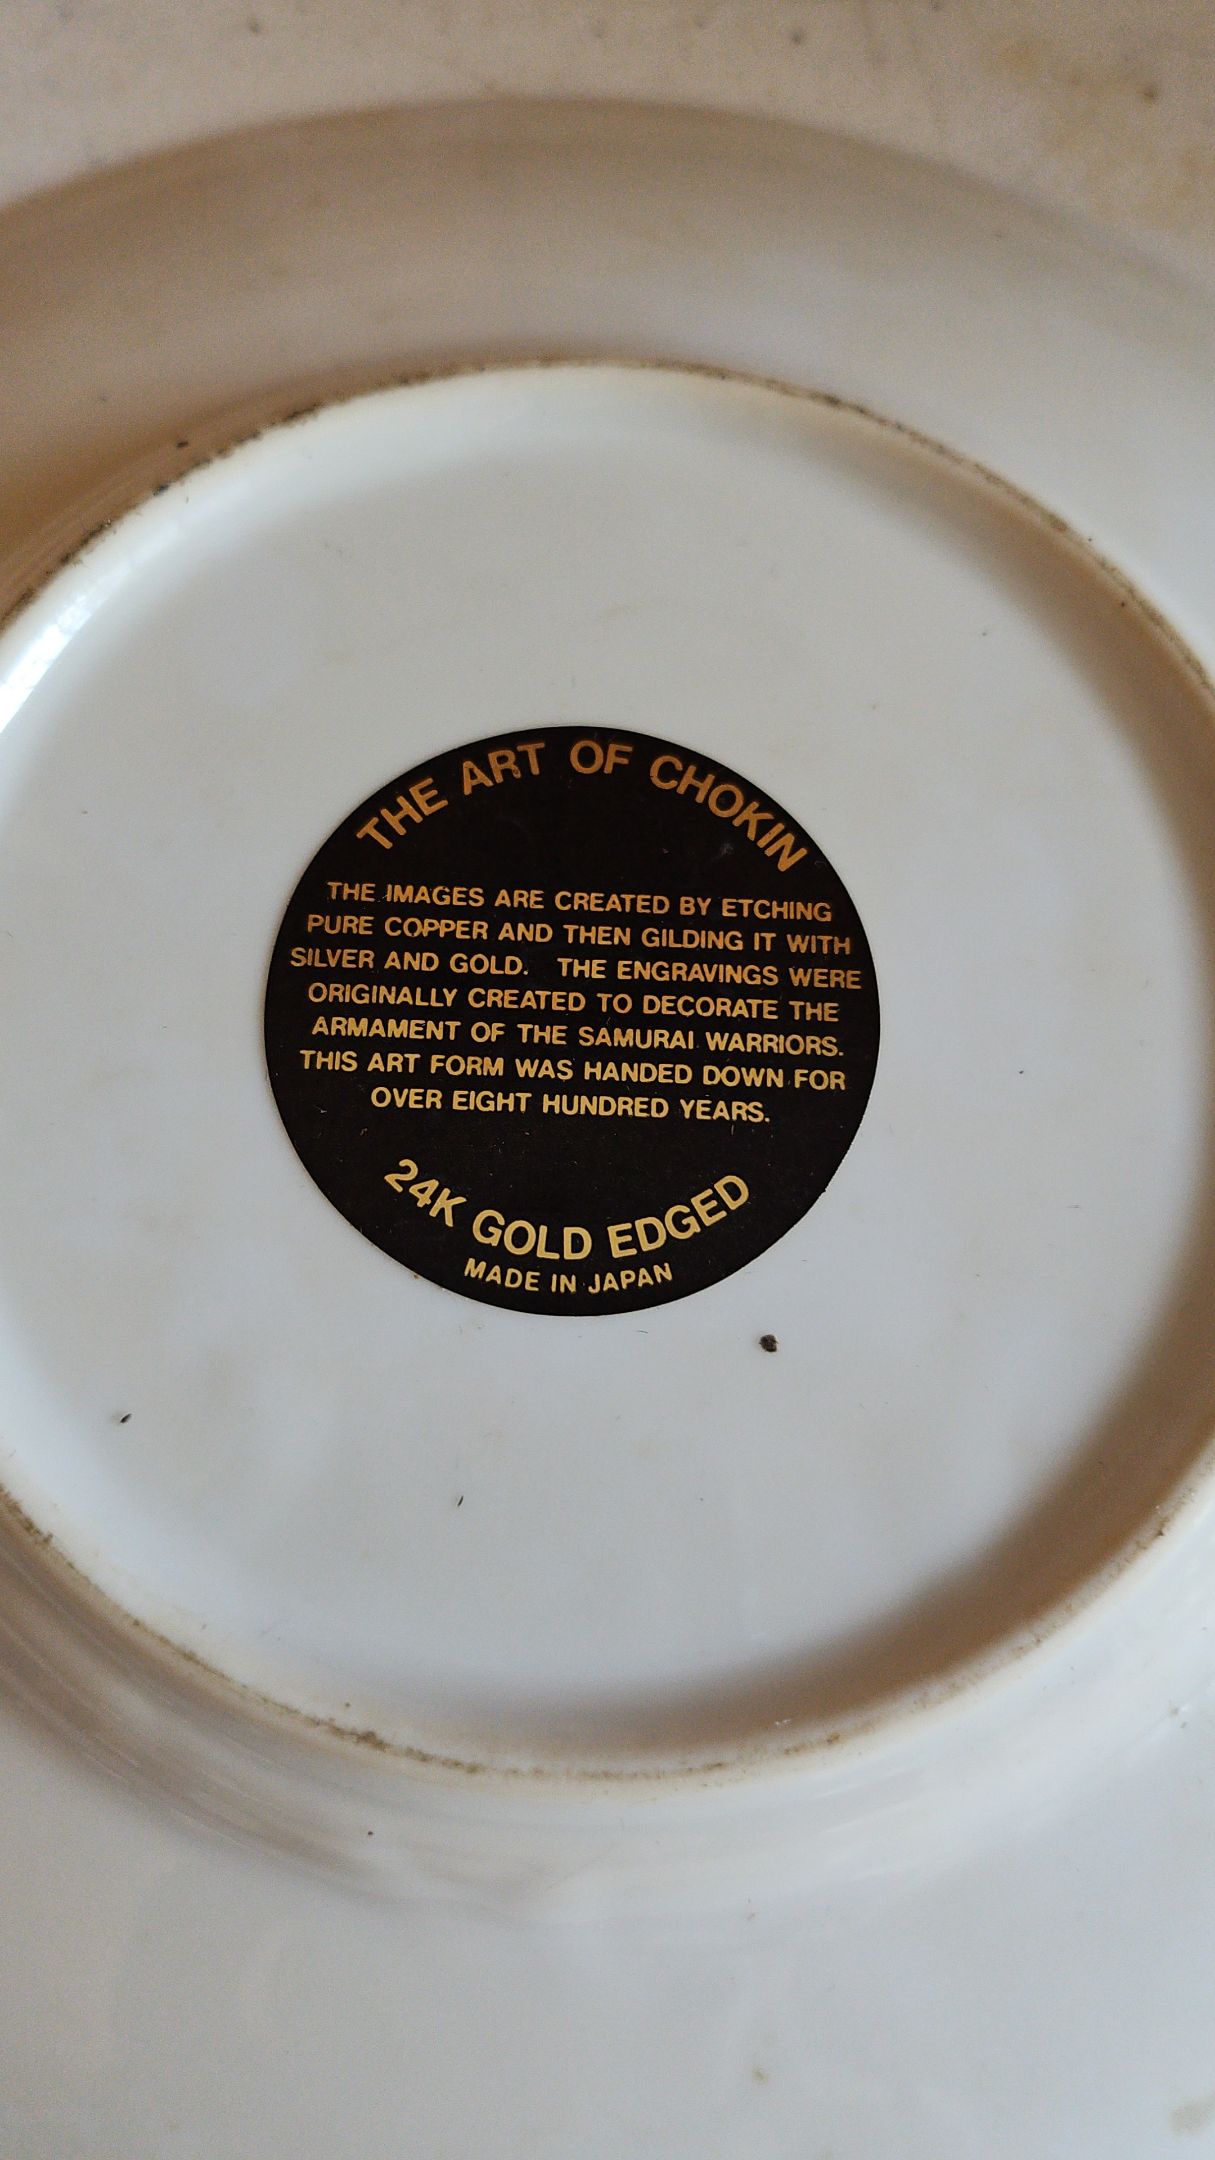 THE ART OF CHOKIN
THE IMAGES ARE CREATED BY ETCHING
PURE COPPER AND THEN GILDING IT WITH
SILVER AND GOLD. THE ENGRAVINGS WERE
ORIGINALLY CREATED TO DECORATE THE
ARMAMENT OF THE SAMURAI WARRIORS.
THIS ART FORM WAS HANDED DOWN FOR
OVER EIGHT HUNDRED YEARS.
24K GOLD EDGED
MADE IN JAPAN